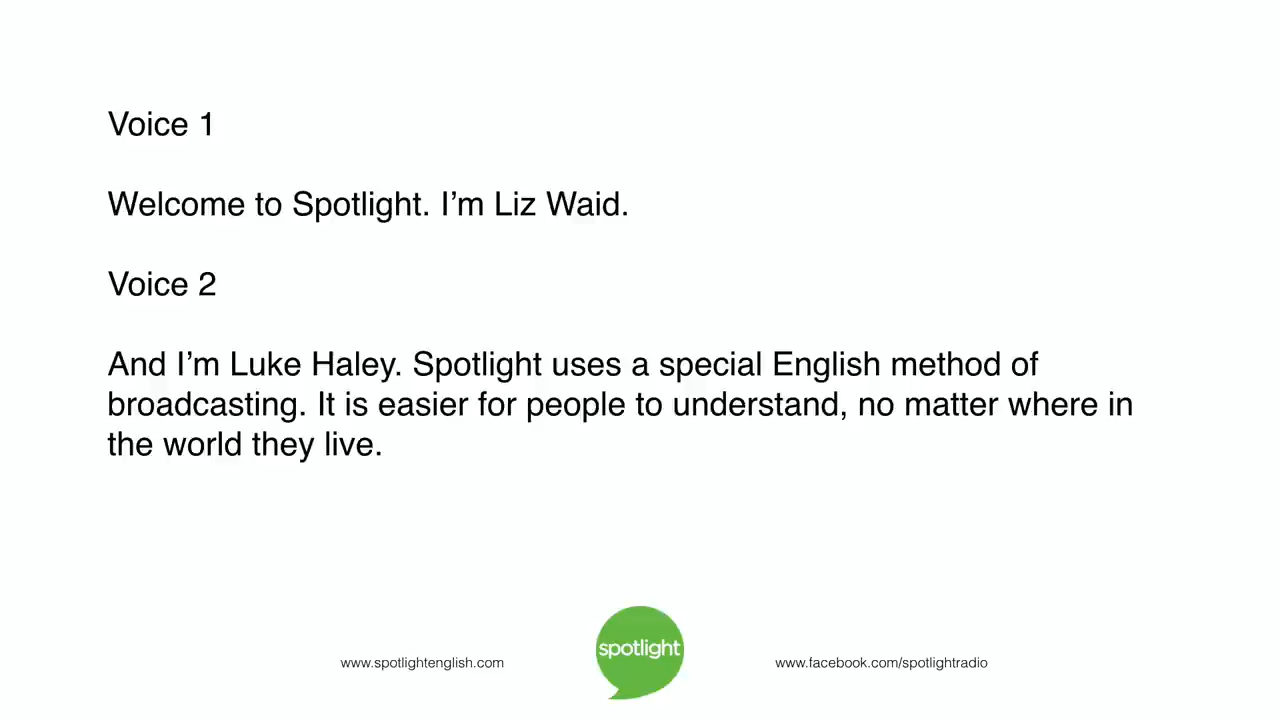 Voice 1
Welcome to Spotlight. I’m Liz Waid.
Voice 2
And I’m Luke Haley. Spotlight uses a special English method of
broadcasting. It is easier for people to understand, no matter where in
the world they live.
www.spotlightenglish.com
spotlight
www.facebook.com/spotlightradio